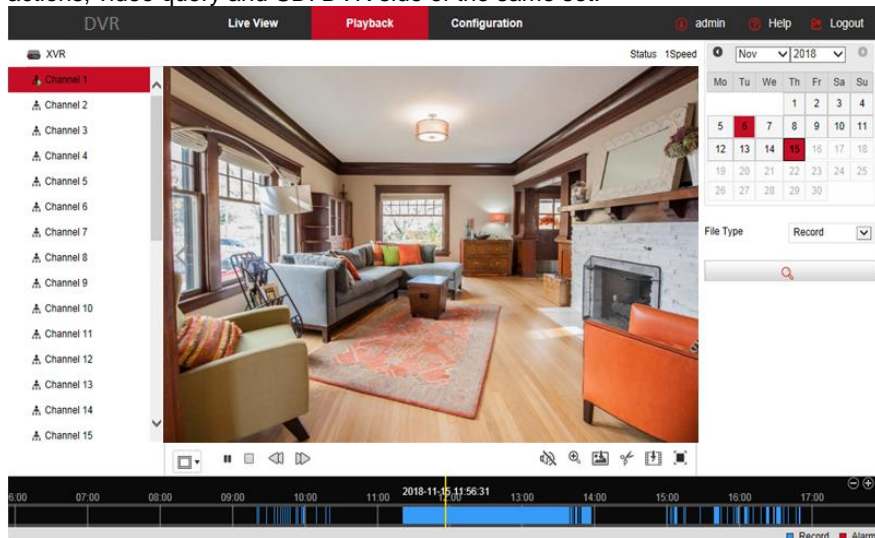 DVR Live View Playback Configuration admin Help Logout
XVR Status 1Speed
Nov 2018
Mo Tu We Th Fr Sa Su
1 2 3 4
5 6 7 8 9 10 11
12 13 14 15 16 17 18
19 20 21 22 23 24 25
26 27 28 29 30
File Type Record
Channel 1
Channel 2
Channel 3
Channel 4
Channel 5
Channel 6
Channel 7
Channel 8
Channel 9
Channel 10
Channel 11
Channel 12
Channel 13
Channel 14
Channel 15
2018-11-15 11:56:31
6:00 07:00 08:00 09:00 10:00 11:00 12:00 13:00 14:00 15:00 16:00 17:00
Record Alarm